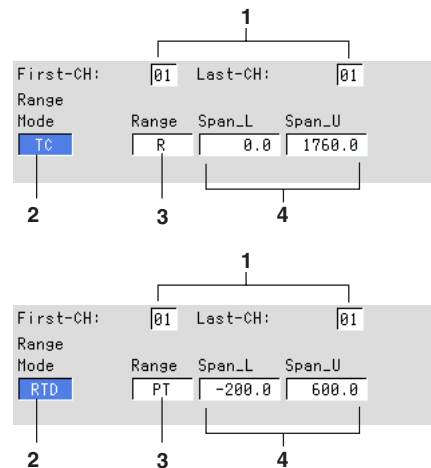 1
First-CH: 01 Last-CH: 01
Range
Mode Range Span_L Span_U
TC R 0.0 1760.0
2 3 4
1
First-CH: 01 Last-CH: 01
Range
Mode Range Span_L Span_U
RTD PT -200.0 600.0
2 3 4